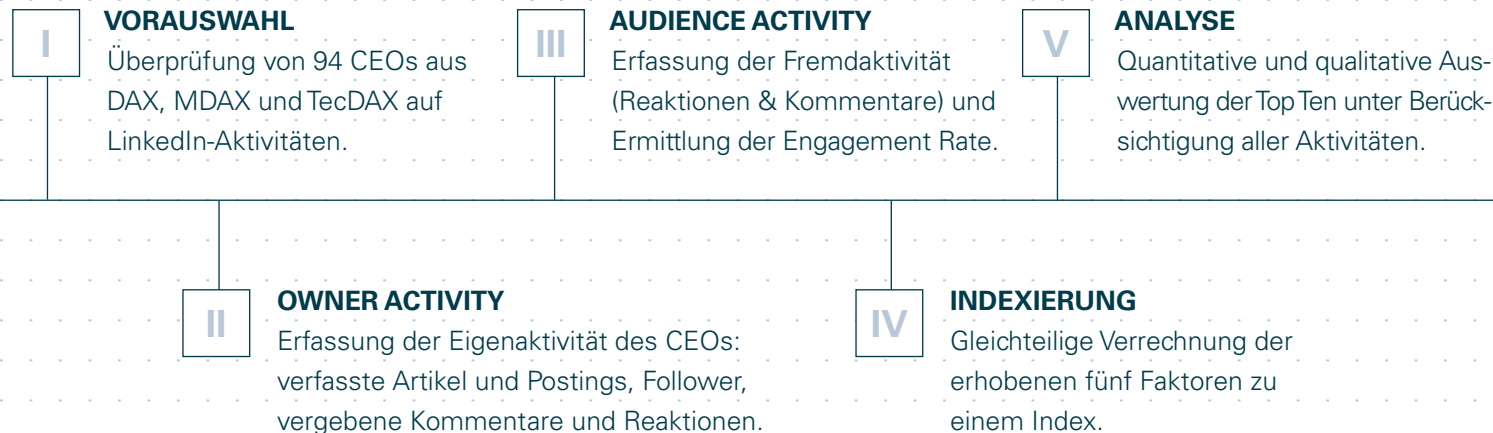 I
VORAUSWAHL
Überprüfung von 94 CEOs aus
DAX, MDAX und TecDAX auf
LinkedIn-Aktivitäten.
II
OWNER ACTIVITY
Erfassung der Eigenaktivität des CEOs:
verfasste Artikel und Postings, Follower,
vergebene Kommentare und Reaktionen.
III
AUDIENCE ACTIVITY
Erfassung der Fremdaktivität
(Reaktionen & Kommentare) und
Ermittlung der Engagement Rate.
IV
INDEXIERUNG
Gleichteilige Verrechnung der
erhobenen fünf Faktoren zu
einem Index.
V
ANALYSE
Quantitative und qualitative Aus-
wertung der Top Ten unter Berück-
sichtigung aller Aktivitäten.